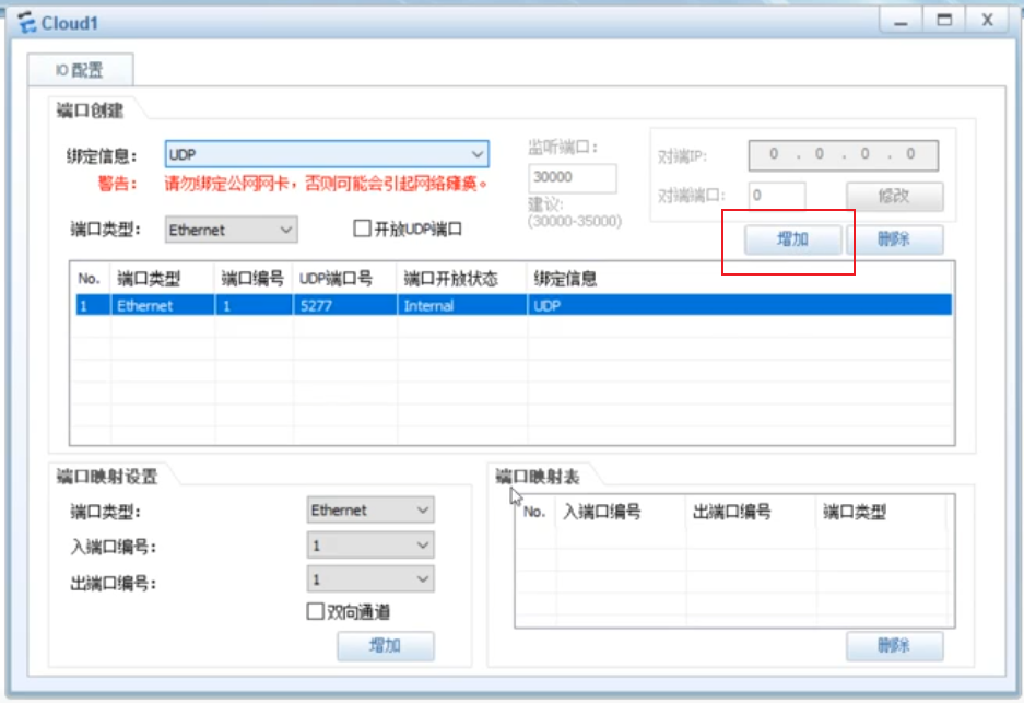 Cloud1
IO 配置
端口创建
绑定信息: UDP
警告: 请勿绑定公网网卡，否则可能会引起网络瘫痪。
端口类型: Ethernet 开放UDP端口
监听端口:
30000
建议:
(30000-35000)
对端IP: 0 . 0 . 0 . 0
对端端口: 0 修改
增加 删除
No. 端口类型 端口编号 UDP端口号 端口开放状态 绑定信息
1 Ethernet 1 5277 Internal UDP
端口映射设置
端口类型: Ethernet
入端口编号: 1
出端口编号: 1
双向通道
增加
端口映射表
No. 入端口编号 出端口编号 端口类型
删除